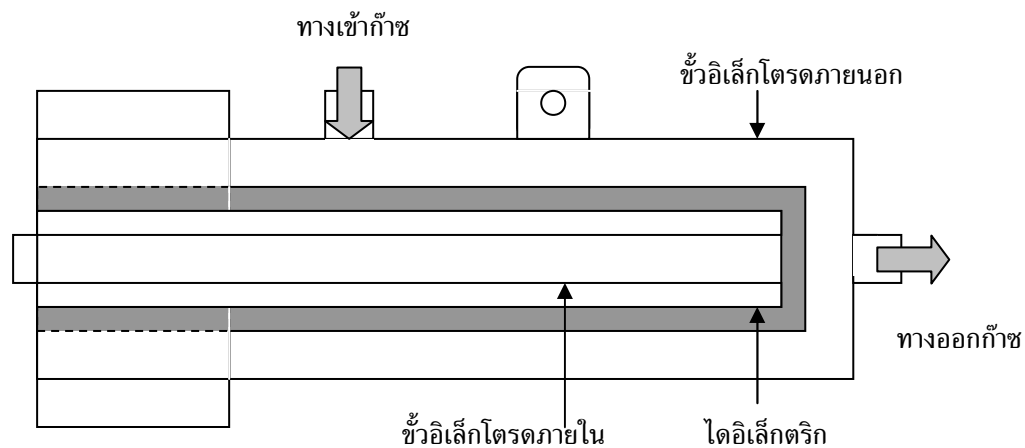 ทางเข้าก๊าซ
ขั้วอิเล็กโตรดภายนอก
ทางออกก๊าซ
ขั้วอิเล็กโตรดภายใน
ไดอิเล็กตริก